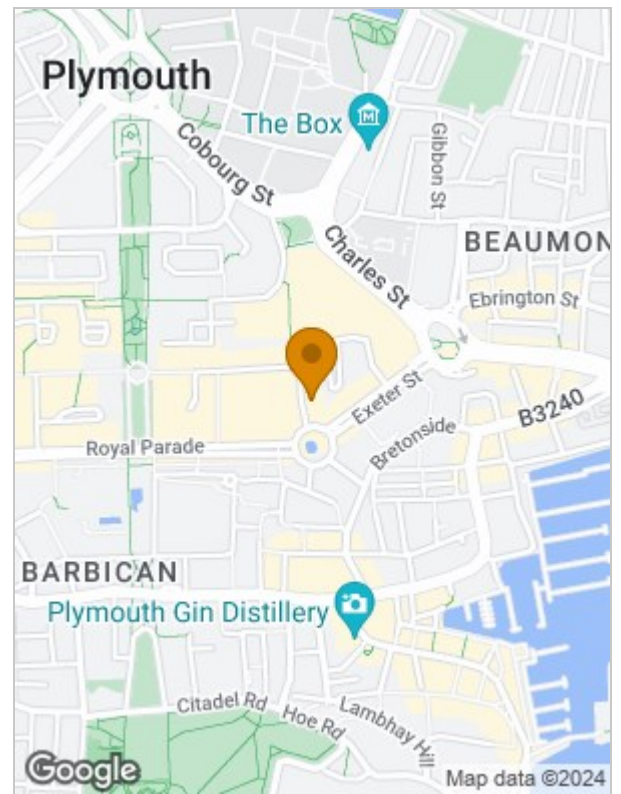 Plymouth
The Box
M
Cobourg St
Gibbon St
Charles St
BEAUMON
Ebrington St
Exeter St
B3240
Bretonside
Royal Parade
BARBICAN
Plymouth Gin Distillery
Citadel Rd
Hoe Rd
Lambhay Hill
Google
Map data ©2024